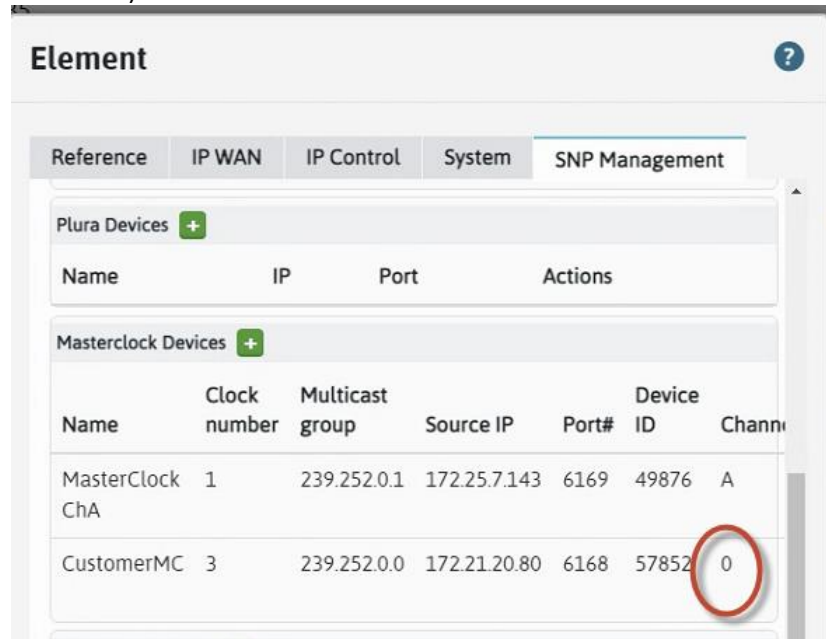 Element ?
Reference IP WAN IP Control System SNP Management
Plura Devices +
Name IP Port Actions
Masterclock Devices +
Clock Multicast Device
Name number group Source IP Port# ID
MasterClock 1 239.252.0.1 172.25.7.143 6169 49876 A
ChA
CustomerMC 3 239.252.0.0 172.21.20.80 6168 57852 0